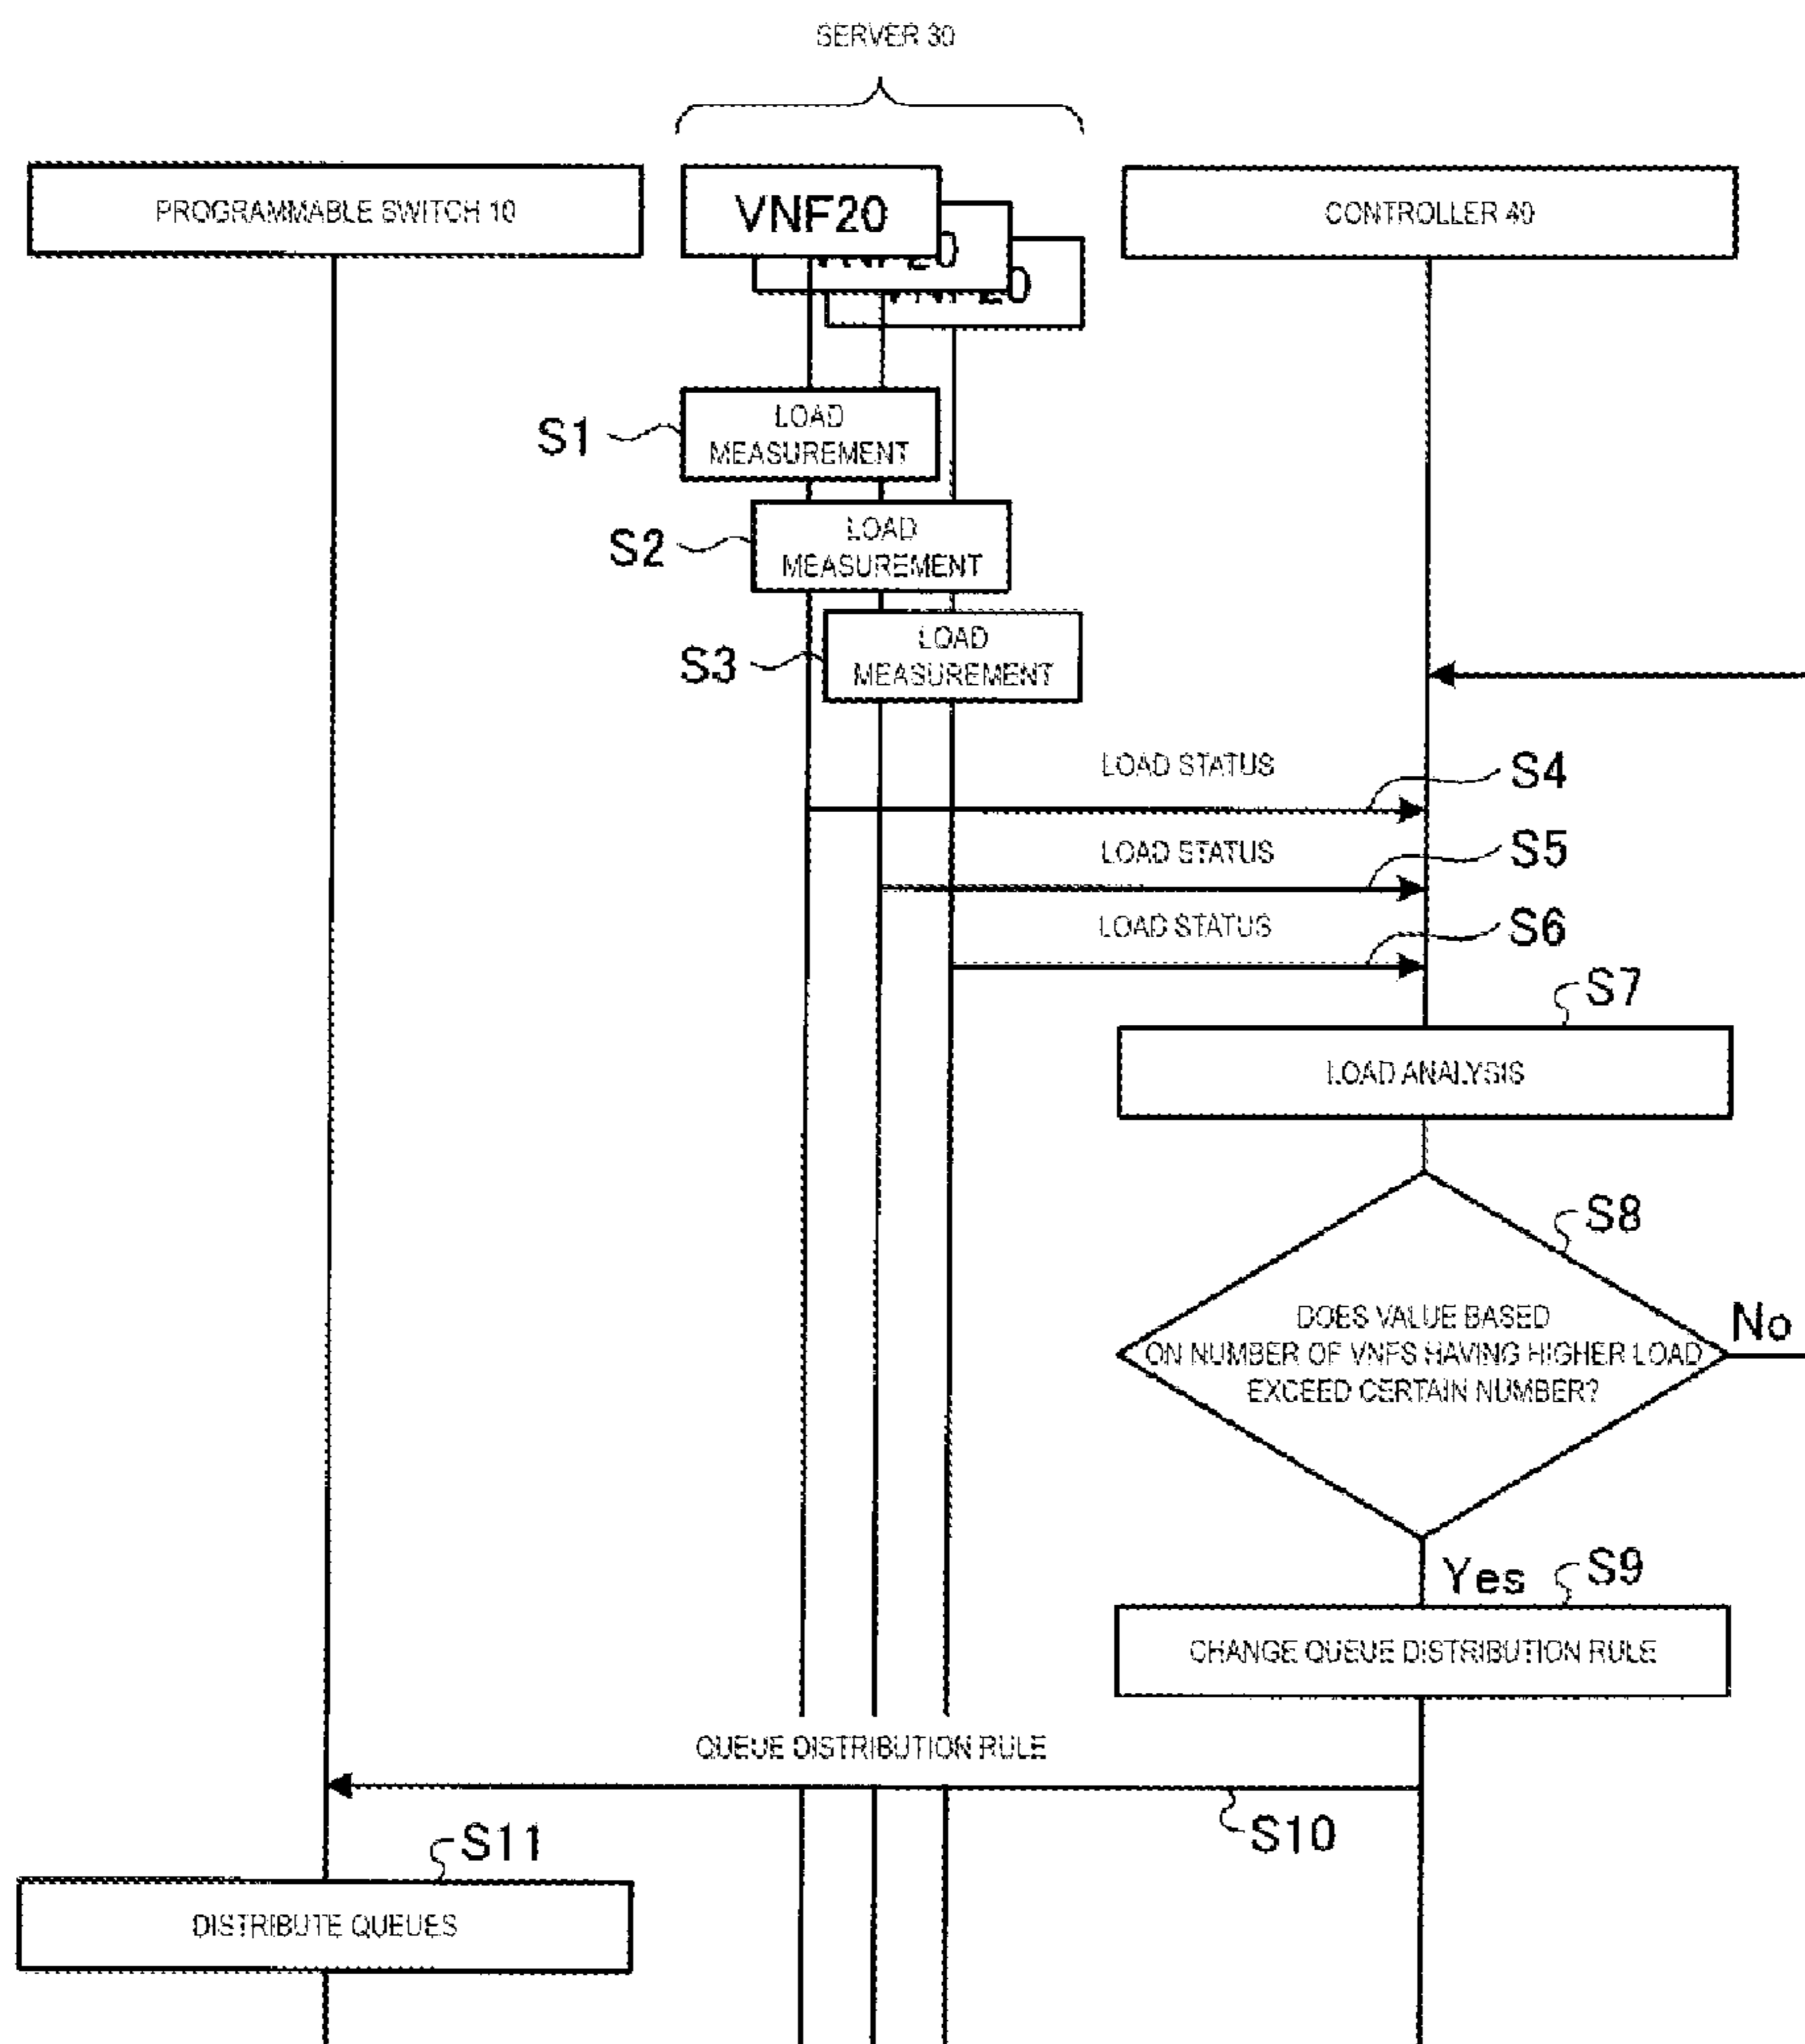 SERVER 30
PROGRAMMABLE SWITCH 10
VNF20
VNF20
VNF20
CONTROLLER 40
S1
LOAD
MEASUREMENT
S2
LOAD
MEASUREMENT
S3
LOAD
MEASUREMENT
LOAD STATUS
S4
LOAD STATUS
S5
LOAD STATUS
S6
S7
LOAD ANALYSIS
S8
DOES VALUE BASED
ON NUMBER OF VNFS HAVING HIGHER LOAD
EXCEED CERTAIN NUMBER?
No
Yes
S9
CHANGE QUEUE DISTRIBUTION RULE
QUEUE DISTRIBUTION RULE
S10
S11
DISTRIBUTE QUEUES